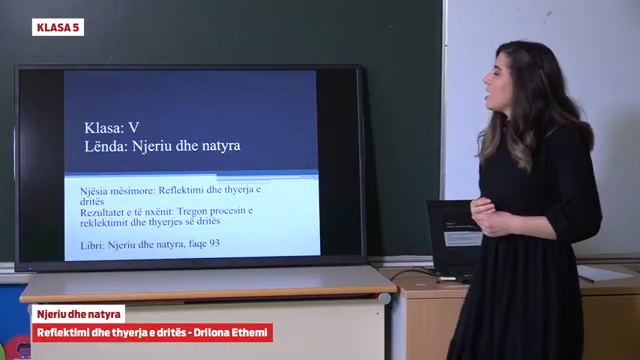 KLASA 5
Klasa: V
Lënda: Njeriu dhe natyra
Njësia mësimore: Reflektimi dhe thyerja e
dritës
Rezultatet e të nxënit: Tregon procesin e
reklektimit dhe thyerjes së dritës
Libri: Njeriu dhe natyra, faqe 93
Njeriu dhe natyra
Reflektimi dhe thyerja e dritës - Drilona Ethemi